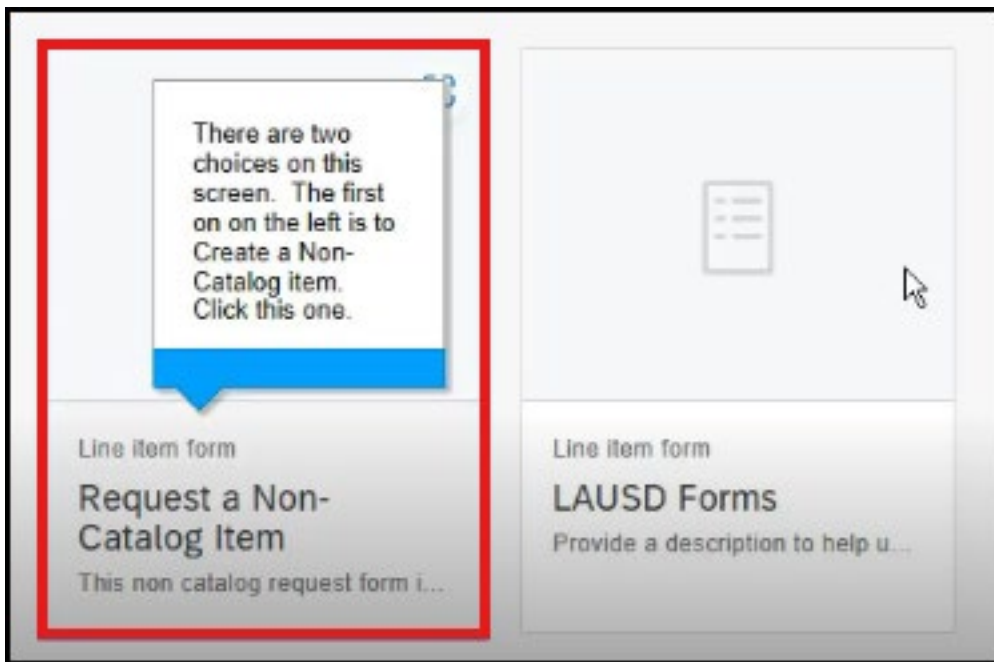 There are two
choices on this
screen.  The first
on on the left is to
Create a Non-
Catalog item.
Click this one.
Line item form
Request a Non-
Catalog Item
This non catalog request form i...
Line item form
LAUSD Forms
Provide a description to help u...